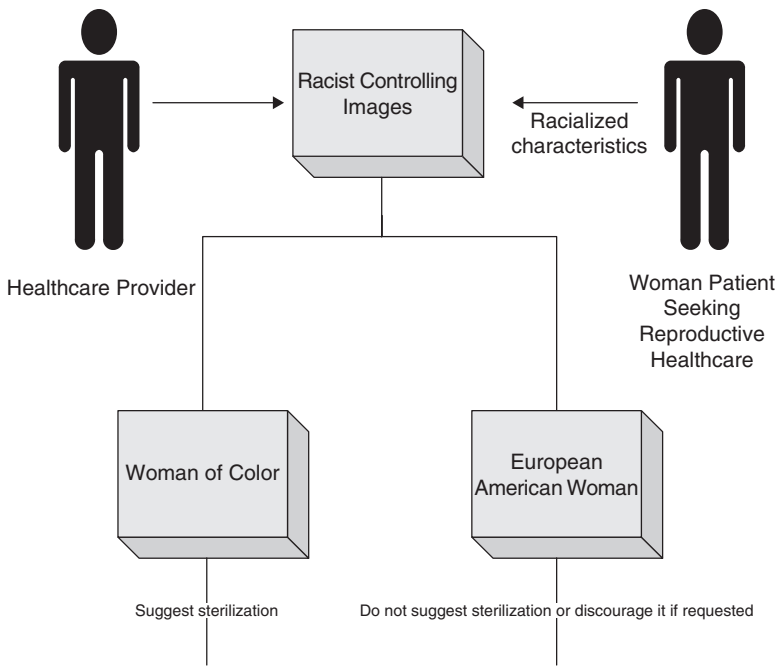 Racist Controlling
Images
Racialized
characteristics
Healthcare Provider
Woman Patient
Seeking
Reproductive
Healthcare
Woman of Color
European
American Woman
Suggest sterilization
Do not suggest sterilization or discourage it if requested